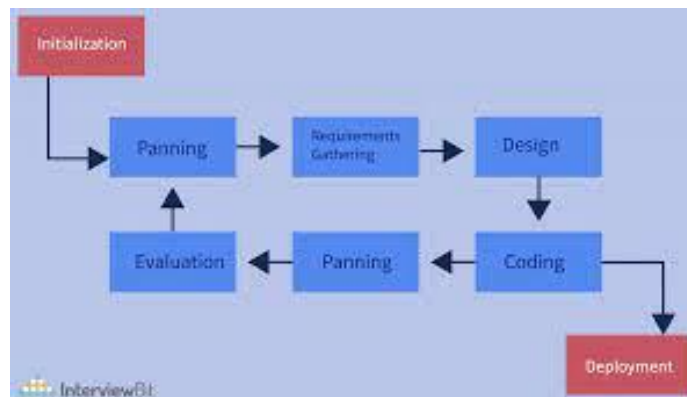 Initialization
Panning
Requirements
Gathering
Design
Evaluation
Panning
Coding
Deployment
InterviewBit